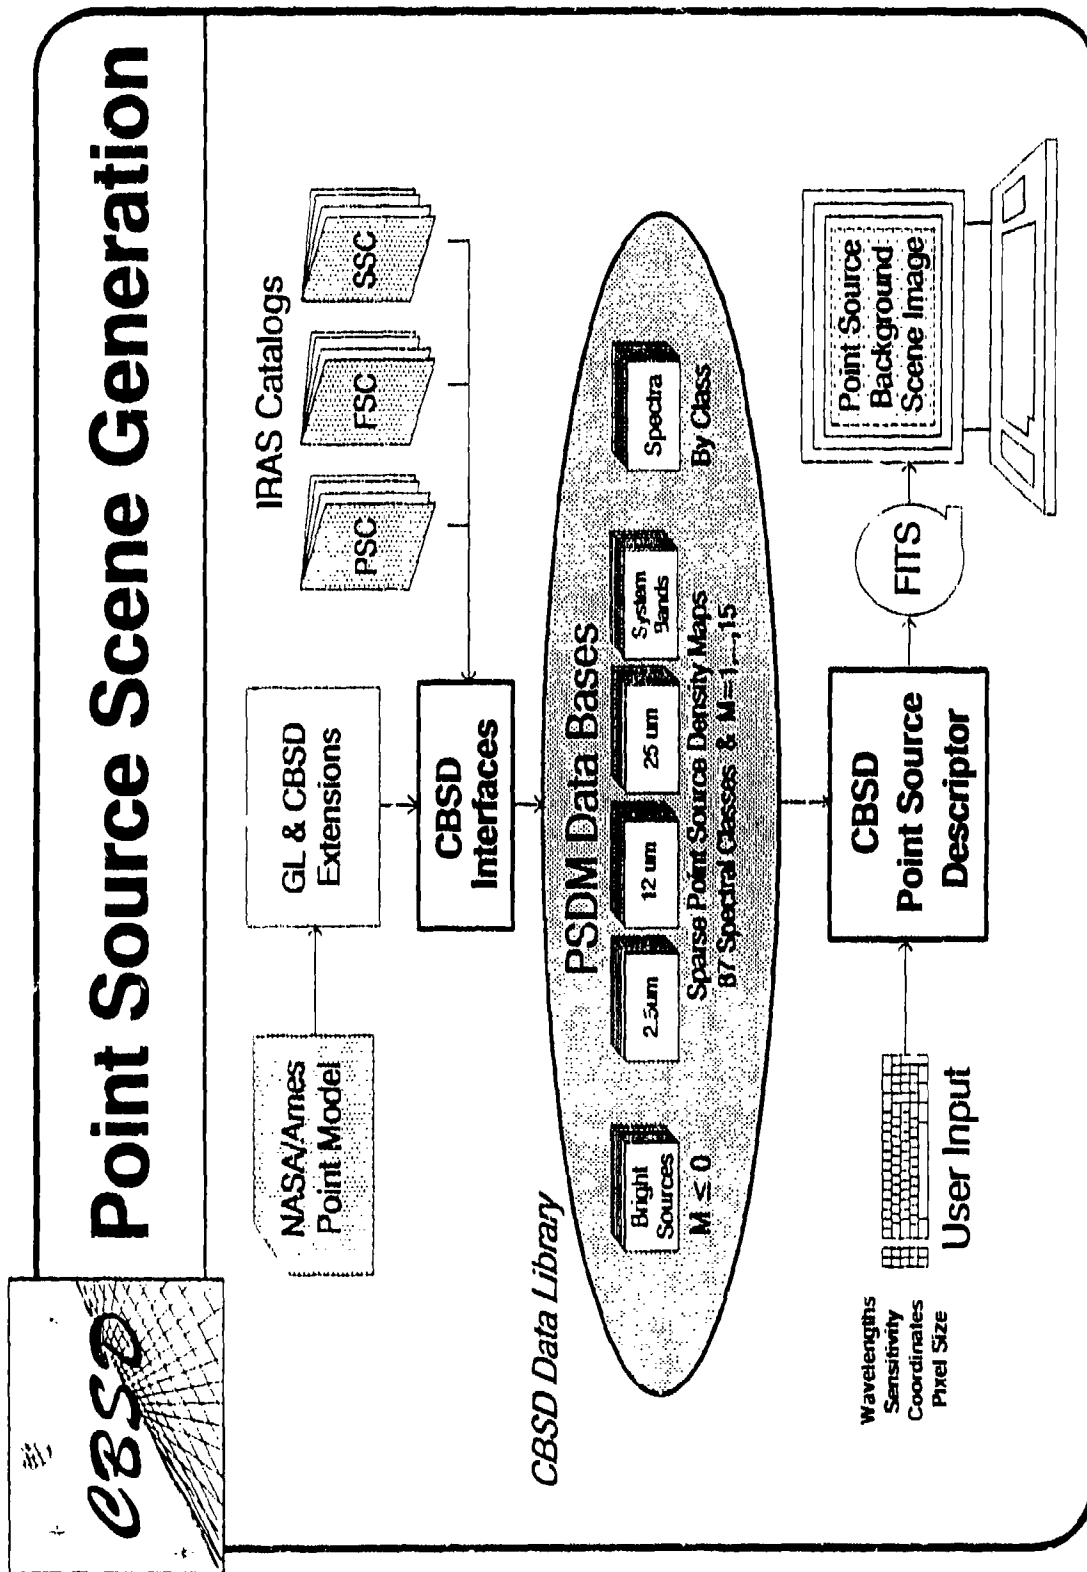 CBSD
Point Source Scene Generation
NASA/Ames
Point Model
GL & CBSD
Extensions
IRAS Catalogs
PSC
FSC
SSC
CBSD
Interfaces
CBSD Data Library
PSDM Data Bases
Bright
Sources
M ≤ 0
2.5um
12 um
25 um
System
Bands
Spectra
By Class
Sparse Point Source Density Maps
87 Spectral Classes & M=1,...,15
Wavelengths
Sensitivity
Coordinates
Pixel Size
User Input
CBSD
Point Source
Descriptor
FITS
Point Source
Background
Scene Image